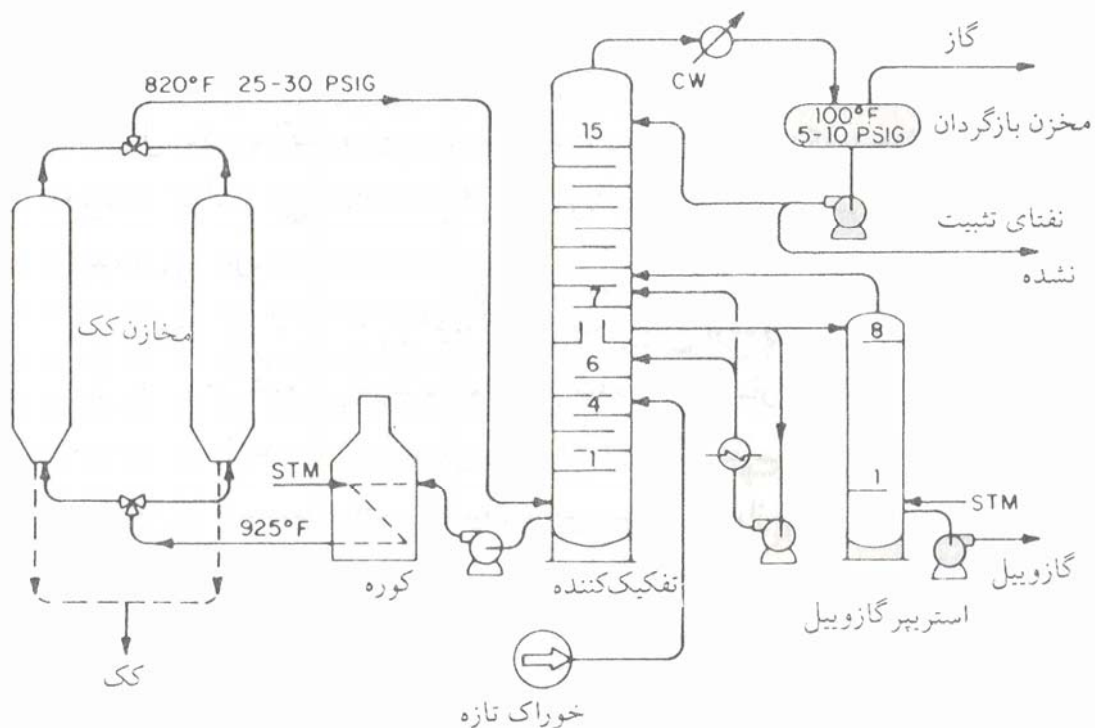 گاز
820°F 25-30 PSIG
CW
100°F
5-10 PSIG
مخزن بازگردان
15
نفتای تثبیت
نشده
7
8
مخازن کک
6
4
1
1
STM
STM
925°F
کوره
تفکیک‌کننده
گازوییل
استریپر گازوییل
کک
خوراک تازه